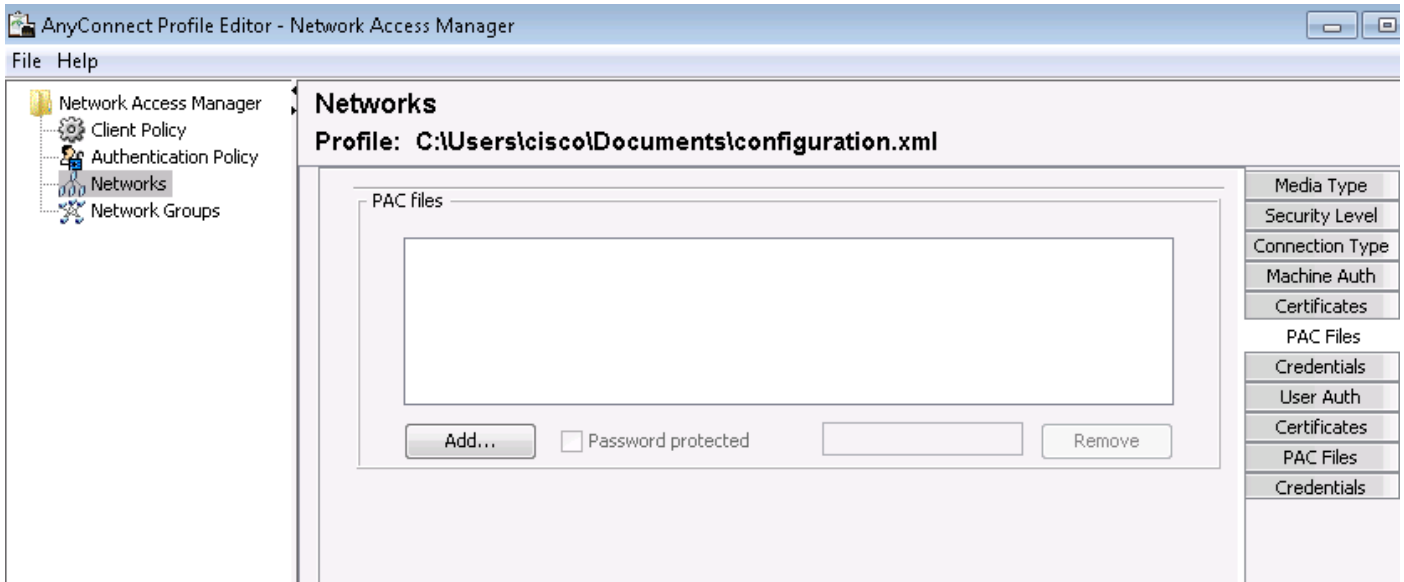 AnyConnect Profile Editor - Network Access Manager
File Help
Network Access Manager
Client Policy
Authentication Policy
Networks
Network Groups
Networks
Profile: C:\Users\cisco\Documents\configuration.xml
PAC files
Add...
Password protected
Remove
Media Type
Security Level
Connection Type
Machine Auth
Certificates
PAC Files
Credentials
User Auth
Certificates
PAC Files
Credentials